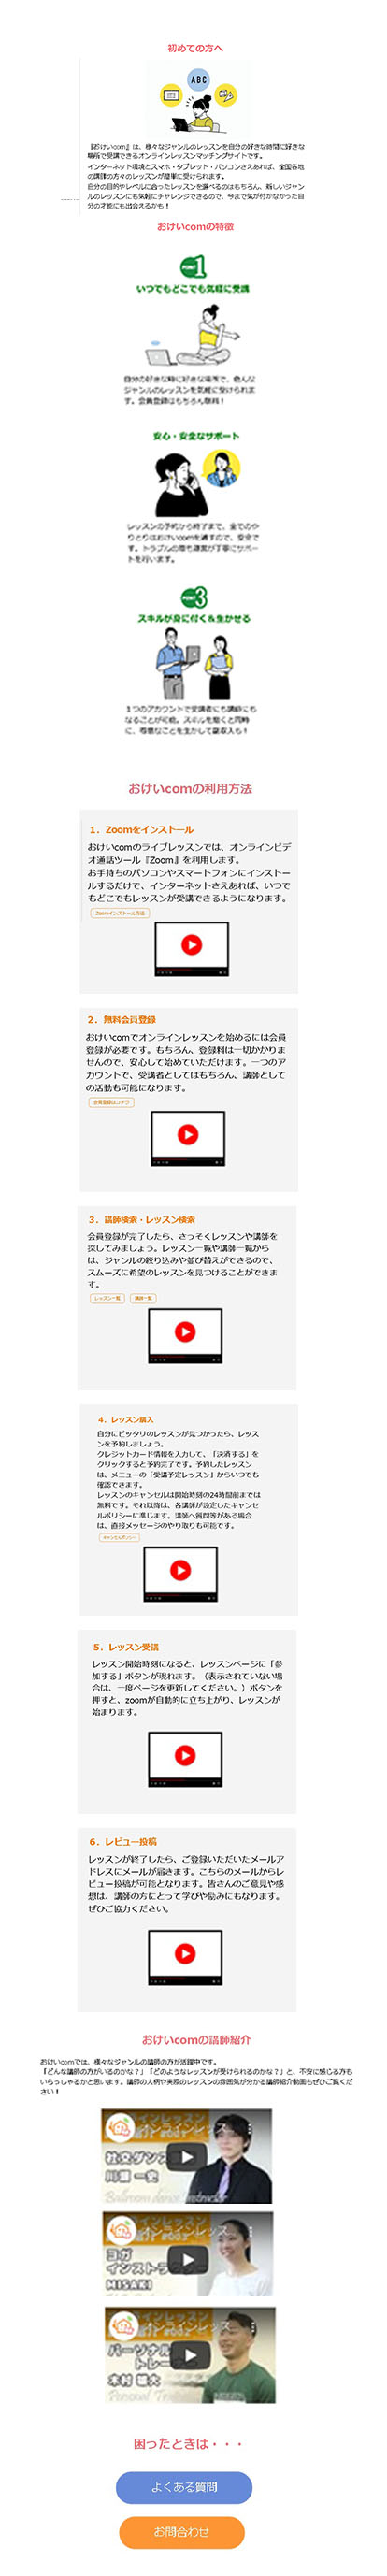 初めての方へ
ABC
『おけいcom』は、様々なジャンルのレッスンを自分の好きな時間に好きな
場所で受講できるオンラインレッスンマッチングサイトです。
インターネット環境とスマホ・タブレット・パソコンさえあれば、全国各地
の講師の方々のレッスンが簡単に受けられます。
自分の目的やレベルに合ったレッスンを選べるのはもちろん、新しいジャン
ルのレッスンにも気軽にチャレンジできるので、今まで気が付かなかった自
分の才能にも出会えるかも！
おけいcomの特徴
POINT 1
いつでもどこでも気軽に受講
自分の好きな時に好きな場所で、色んな
ジャンルのレッスンを気軽に受けられま
す。会員登録はもちろん無料！
安心・安全なサポート
レッスンの予約から終了まで、全てのや
りとりはおけいcomを通すので、安全で
す。トラブルの際も運営が丁寧にサポー
トを行います。
POINT 3
スキルが身に付く＆生かせる
１つのアカウントで受講者にも講師にも
なることが可能。スキルを磨くと同時
に、得意なことを生かして副収入も！
おけいcomの利用方法
1．Zoomをインストール
おけいcomのライブレッスンでは、オンラインビデ
オ通話ツール『Zoom』を利用します。
お手持ちのパソコンやスマートフォンにインストー
ルするだけで、インターネットさえあれば、いつで
もどこでもレッスンが受講できるようになります。
Zoomインストール方法
2．無料会員登録
おけいcomでオンラインレッスンを始めるには会員
登録が必要です。もちろん、登録料は一切かかりま
せんので、安心して始めていただけます。一つのア
カウントで、受講者としてはもちろん、講師として
の活動も可能になります。
会員登録はコチラ
3．講師検索・レッスン検索
会員登録が完了したら、さっそくレッスンや講師を
探してみましょう。レッスン一覧や講師一覧から
は、ジャンルの絞り込みや並び替えができるので、
スムーズに希望のレッスンを見つけることができま
す。
レッスン一覧 講師一覧
4．レッスン購入
自分にピッタリのレッスンが見つかったら、レッス
ンを予約しましょう。
クレジットカード情報を入力して、「決済する」を
クリックすると予約完了です。予約したレッスン
は、メニューの「受講予定レッスン」からいつでも
確認できます。
レッスンのキャンセルは開始時刻の24時間前までは
無料です。それ以降は、各講師が設定したキャンセ
ルポリシーに準じます。講師へ質問等がある場合
は、直接メッセージのやり取りも可能です。
キャンセルポリシー
5．レッスン受講
レッスン開始時刻になると、レッスンページに「参
加する」ボタンが現れます。（表示されていない場
合は、一度ページを更新してください。）ボタンを
押すと、zoomが自動的に立ち上がり、レッスンが
始まります。
6．レビュー投稿
レッスンが終了したら、ご登録いただいたメールア
ドレスにメールが届きます。こちらのメールからレ
ビュー投稿が可能となります。皆さんのご意見や感
想は、講師の方にとって学びや励みにもなります。
ぜひご協力ください。
おけいcomの講師紹介
おけいcomでは、様々なジャンルの講師の方が活躍中です。
「どんな講師の方がいるのかな？」「どのようなレッスンが受けられるのかな？」と、不安に感じる方も
いらっしゃるかと思います。講師の人柄や実際のレッスンの雰囲気が分かる講師紹介動画もぜひご覧くだ
さい！
社交ダンス
ヨガ
インストラクター
MISAKI
パーソナル
トレーナー
困ったときは・・・
よくある質問
お問合わせ